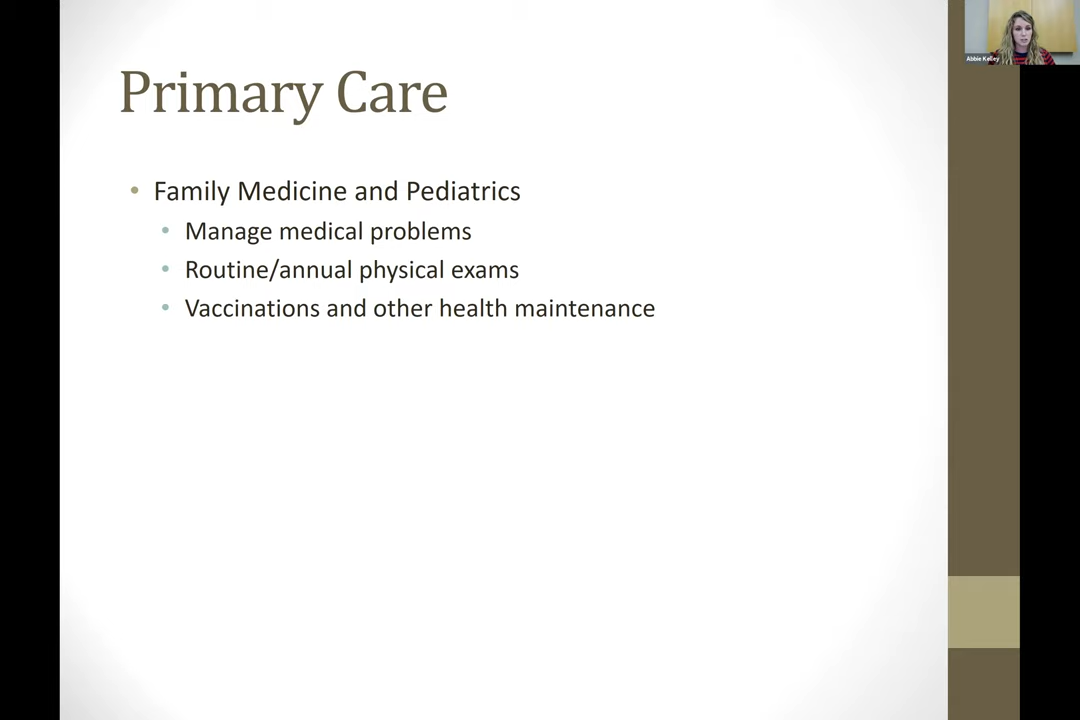 Primary Care
Family Medicine and Pediatrics
Manage medical problems
Routine/annual physical exams
Vaccinations and other health maintenance
Abbie Kelley